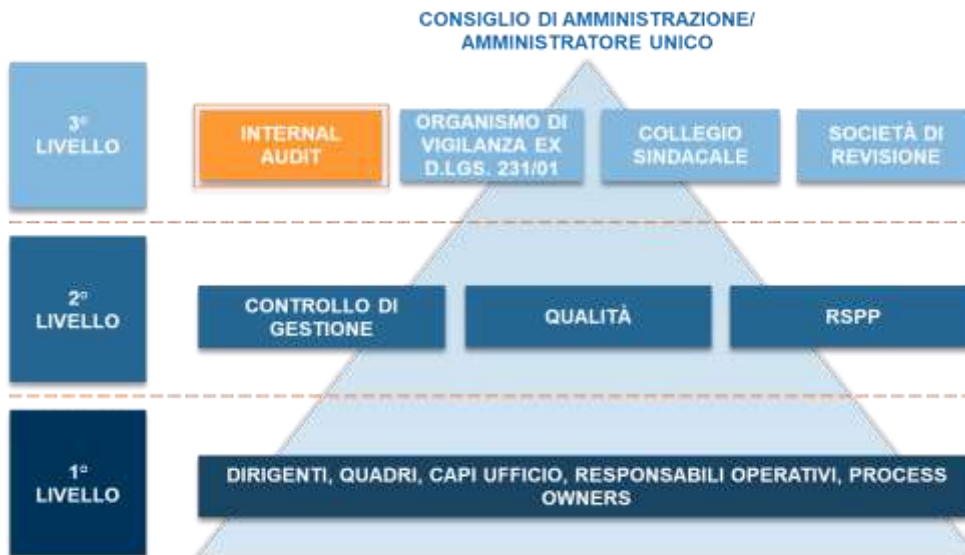 CONSIGLIO DI AMMINISTRAZIONE/
AMMINISTRATORE UNICO
3°
LIVELLO
INTERNAL
AUDIT
ORGANISMO DI
VIGILANZA EX
D.LGS. 231/01
COLLEGIO
SINDACALE
SOCIETÀ DI
REVISIONE
2°
LIVELLO
CONTROLLO DI
GESTIONE
QUALITÀ
RSPP
1°
LIVELLO
DIRIGENTI, QUADRI, CAPI UFFICIO, RESPONSABILI OPERATIVI, PROCESS
OWNERS